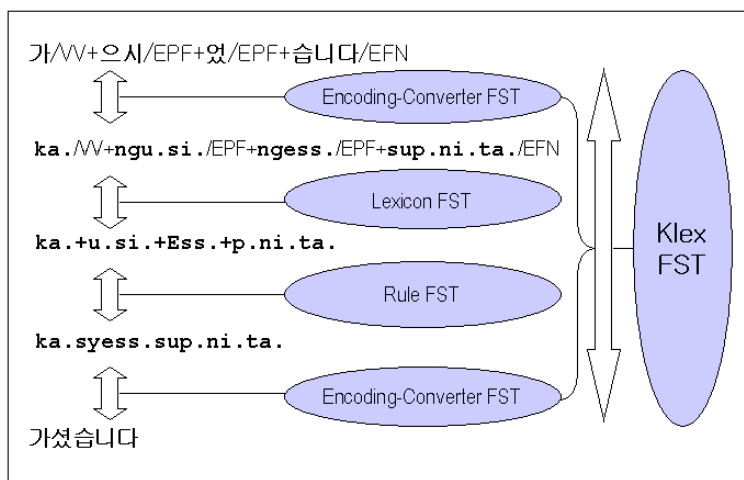 가/VV+으시/EPF+었/EPF+습니다/EFN
Encoding-Converter FST
ka./VV+ngu.si./EPF+ngess./EPF+sup.ni.ta./EFN
Lexicon FST
ka.+u.si.+Ess.+p.ni.ta.
Rule FST
ka.syess.sup.ni.ta.
Encoding-Converter FST
가셨습니다
Klex
FST